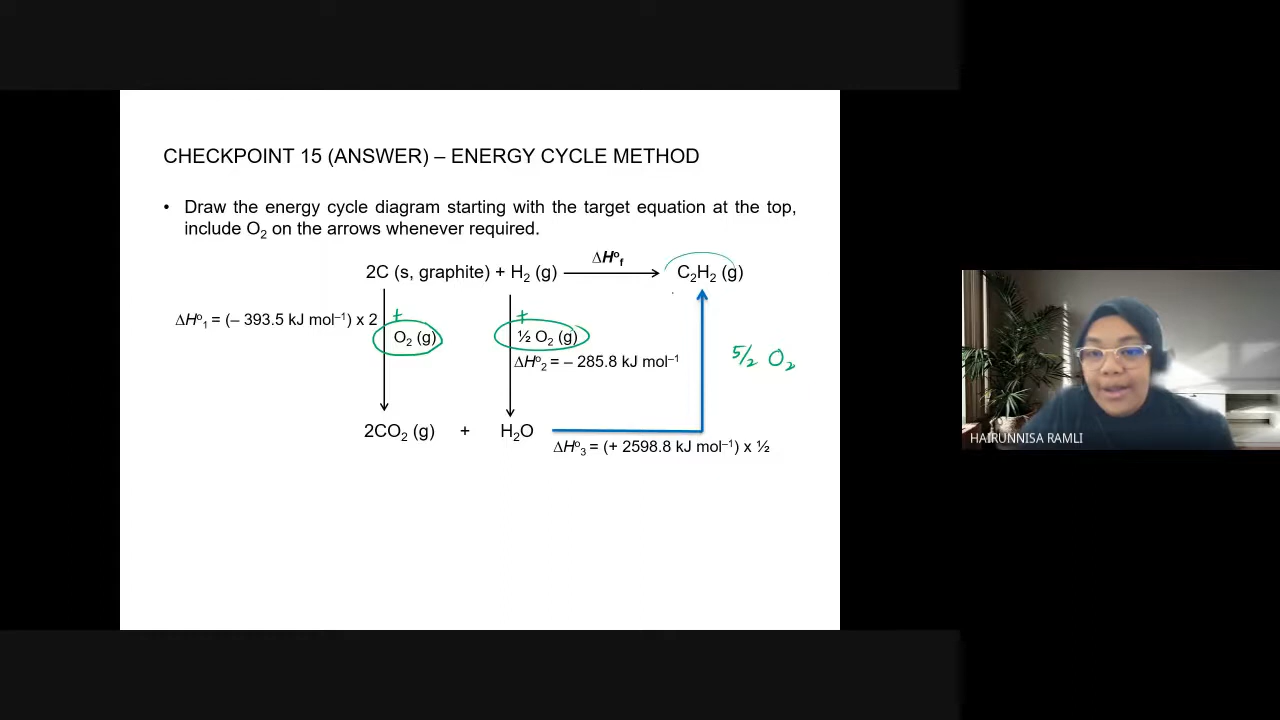 CHECKPOINT 15 (ANSWER) – ENERGY CYCLE METHOD
• Draw the energy cycle diagram starting with the target equation at the top,
include O₂ on the arrows whenever required.
ΔH°f
2C (s, graphite) + H₂ (g) → C₂H₂ (g)
ΔH°₁ = (– 393.5 kJ mol⁻¹) x 2
+
+
O₂ (g)
½ O₂ (g)
ΔH°₂ = – 285.8 kJ mol⁻¹
5/2 O₂
2CO₂ (g) + H₂O
ΔH°₃ = (+ 2598.8 kJ mol⁻¹) x ½
HAIRUNNISA RAMLI